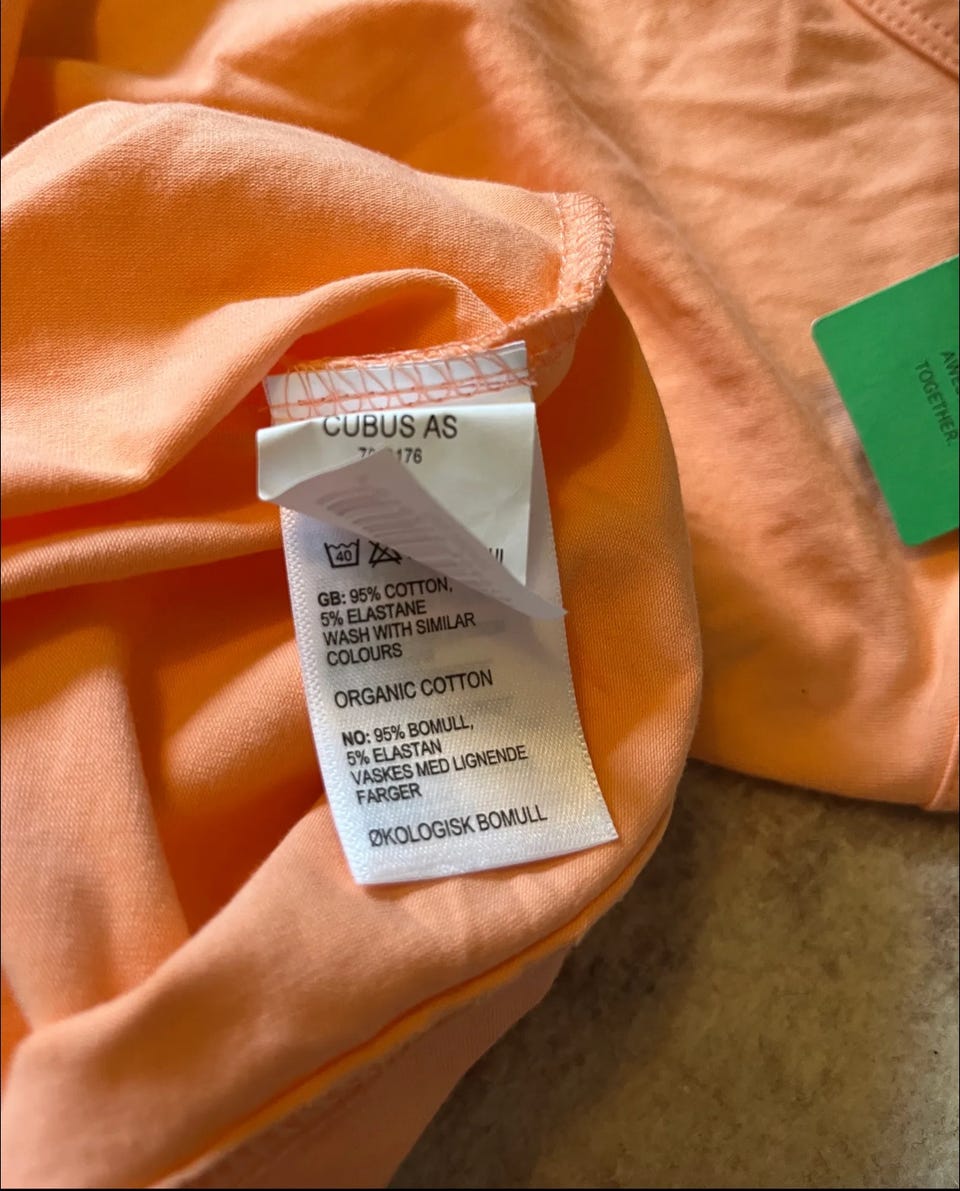 CUBUS AS
40
GB: 95% COTTON,
5% ELASTANE
WASH WITH SIMILAR
COLOURS
ORGANIC COTTON
NO: 95% BOMULL,
5% ELASTAN
VASKES MED LIGNENDE
FARGER
ØKOLOGISK BOMULL
TOGETHER.